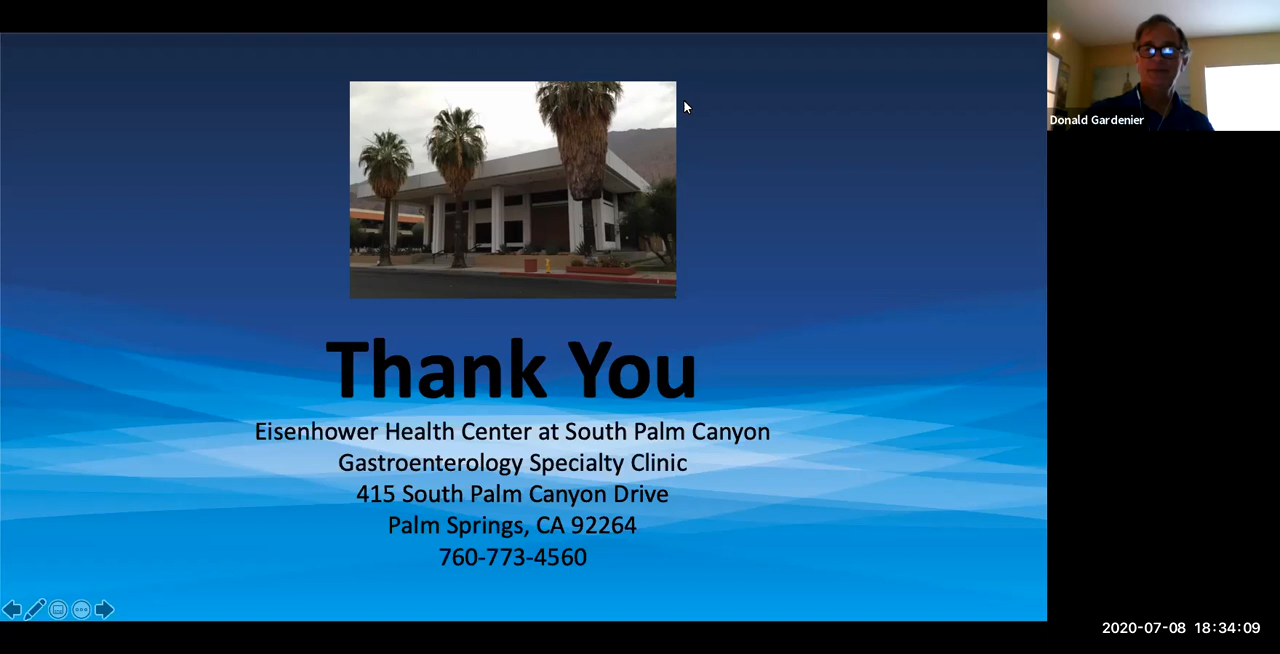 Donald Gardenier
Thank You
Eisenhower Health Center at South Palm Canyon
Gastroenterology Specialty Clinic
415 South Palm Canyon Drive
Palm Springs, CA 92264
760-773-4560
2020-07-08 18:34:09